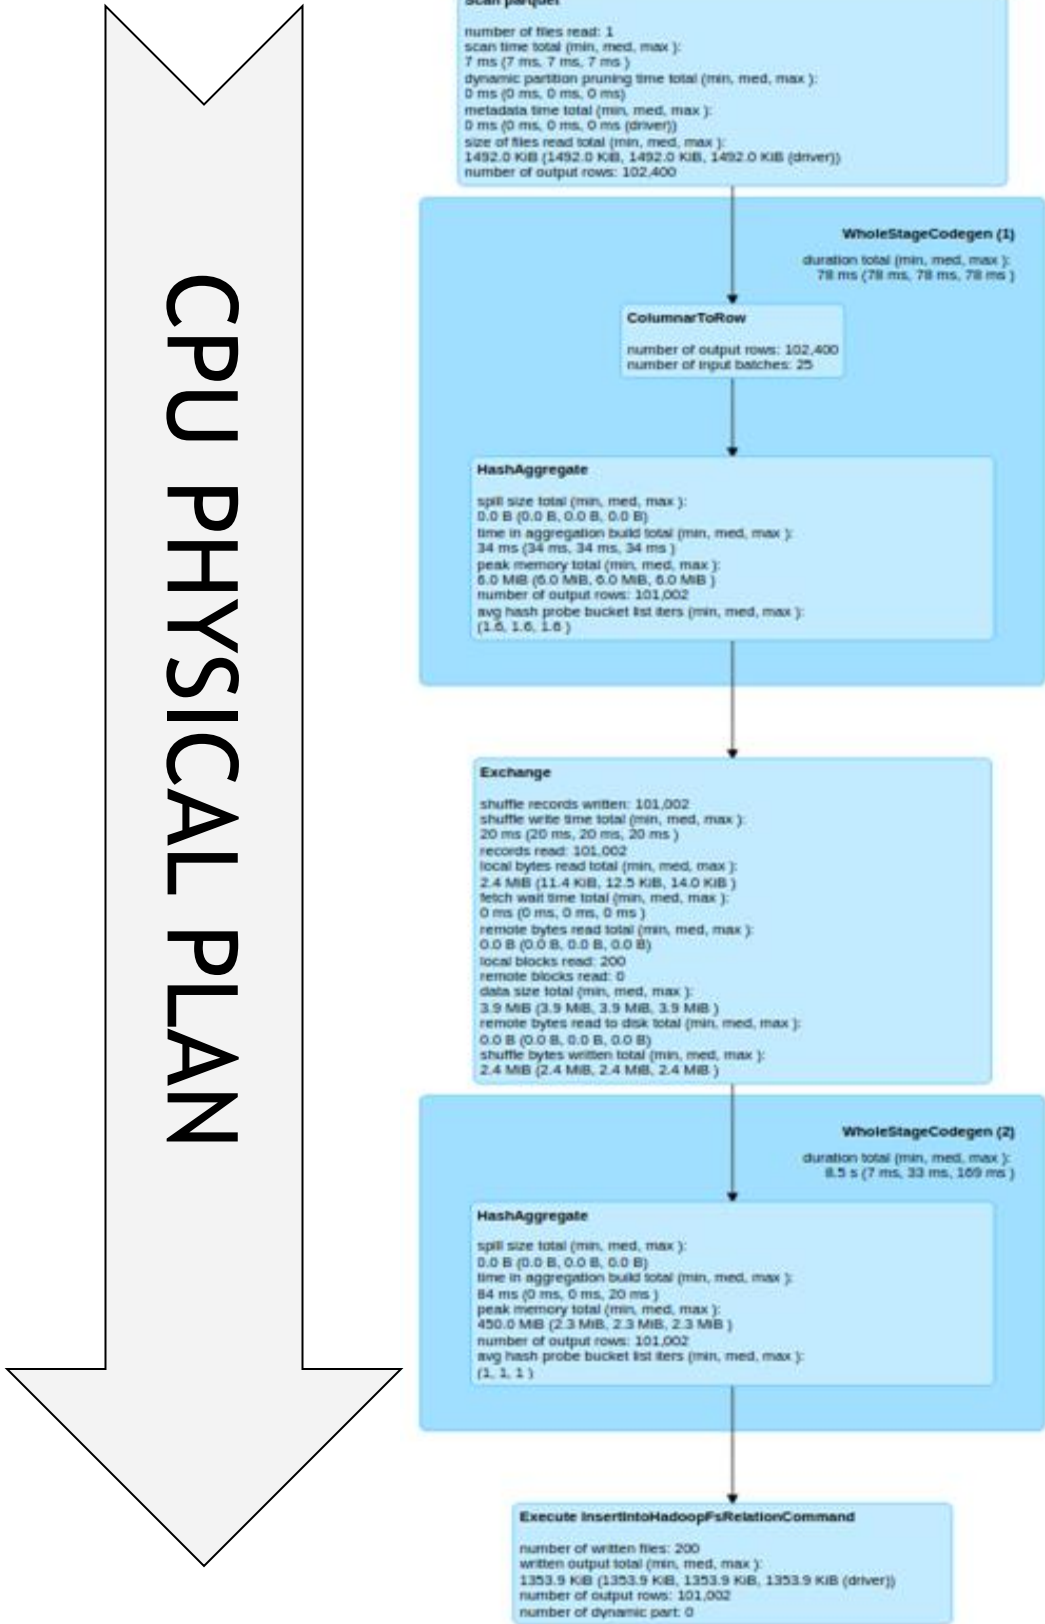 CPU PHYSICAL PLAN
Scan parquet
number of files read: 1
scan time total (min, med, max ):
7 ms (7 ms, 7 ms, 7 ms )
dynamic partition pruning time total (min, med, max ):
0 ms (0 ms, 0 ms, 0 ms)
metadata time total (min, med, max ):
0 ms (0 ms, 0 ms, 0 ms (driver))
size of files read total (min, med, max ):
1492.0 KiB (1492.0 KiB, 1492.0 KiB, 1492.0 KiB (driver))
number of output rows: 102,400
WholeStageCodegen (1)
duration total (min, med, max ):
78 ms (78 ms, 78 ms, 78 ms )
ColumnarToRow
number of output rows: 102,400
number of input batches: 25
HashAggregate
spill size total (min, med, max ):
0.0 B (0.0 B, 0.0 B, 0.0 B)
time in aggregation build total (min, med, max ):
34 ms (34 ms, 34 ms, 34 ms )
peak memory total (min, med, max ):
6.0 MiB (6.0 MiB, 6.0 MiB, 6.0 MiB )
number of output rows: 101,002
avg hash probe bucket list iters (min, med, max ):
(1.6, 1.6, 1.6 )
Exchange
shuffle records written: 101,002
shuffle write time total (min, med, max ):
20 ms (20 ms, 20 ms, 20 ms )
records read: 101,002
local bytes read total (min, med, max ):
2.4 MiB (11.4 KiB, 12.5 KiB, 14.0 KiB )
fetch wait time total (min, med, max ):
0 ms (0 ms, 0 ms, 0 ms )
remote bytes read total (min, med, max ):
0.0 B (0.0 B, 0.0 B, 0.0 B)
local blocks read: 200
remote blocks read: 0
data size total (min, med, max ):
3.9 MiB (3.9 MiB, 3.9 MiB, 3.9 MiB )
remote bytes read to disk total (min, med, max ):
0.0 B (0.0 B, 0.0 B, 0.0 B)
shuffle bytes written total (min, med, max ):
2.4 MiB (2.4 MiB, 2.4 MiB, 2.4 MiB )
WholeStageCodegen (2)
duration total (min, med, max ):
8.5 s (7 ms, 33 ms, 169 ms )
HashAggregate
spill size total (min, med, max ):
0.0 B (0.0 B, 0.0 B, 0.0 B)
time in aggregation build total (min, med, max ):
84 ms (0 ms, 0 ms, 20 ms )
peak memory total (min, med, max ):
450.0 MiB (2.3 MiB, 2.3 MiB, 2.3 MiB )
number of output rows: 101,002
avg hash probe bucket list iters (min, med, max ):
(1, 1, 1 )
Execute InsertIntoHadoopFsRelationCommand
number of written files: 200
written output total (min, med, max ):
1353.9 KiB (1353.9 KiB, 1353.9 KiB, 1353.9 KiB (driver))
number of output rows: 101,002
number of dynamic part: 0